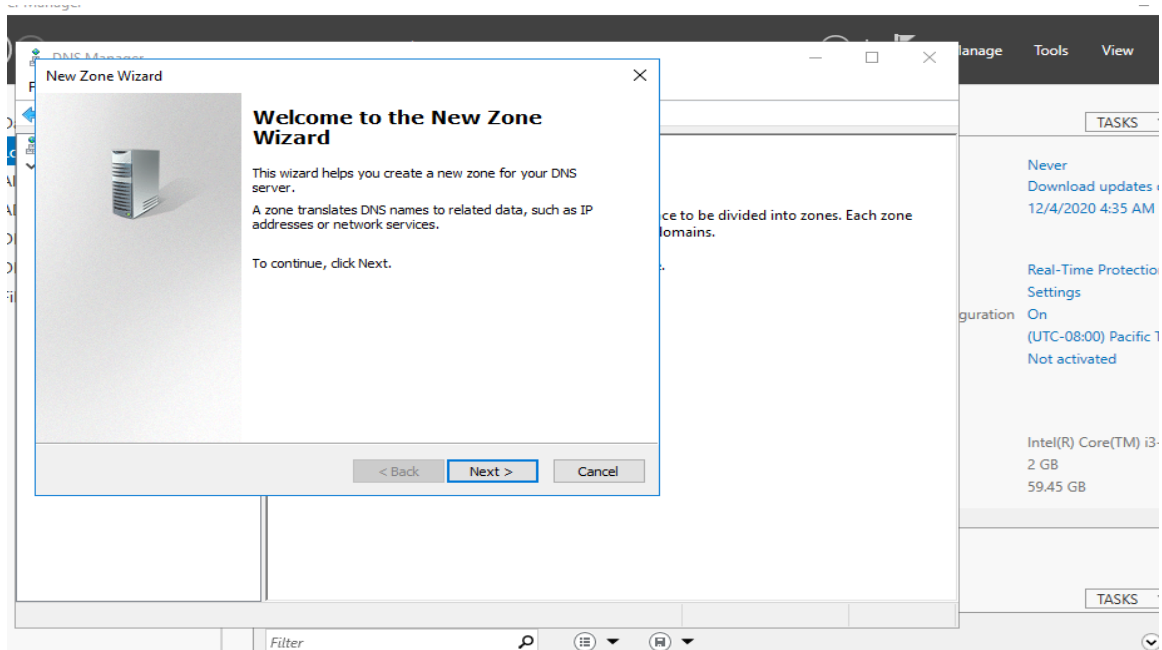 Manager
DNS Manager
Manage
Tools
View
New Zone Wizard
Welcome to the New Zone
Wizard
This wizard helps you create a new zone for your DNS
server.
A zone translates DNS names to related data, such as IP
addresses or network services.
To continue, click Next.
< Back
Next >
Cancel
ce to be divided into zones. Each zone
domains.
TASKS
Never
Download updates
12/4/2020 4:35 AM
Real-Time Protectio
Settings
guration
On
(UTC-08:00) Pacific T
Not activated
Intel(R) Core(TM) i3-
2 GB
59.45 GB
TASKS
Filter